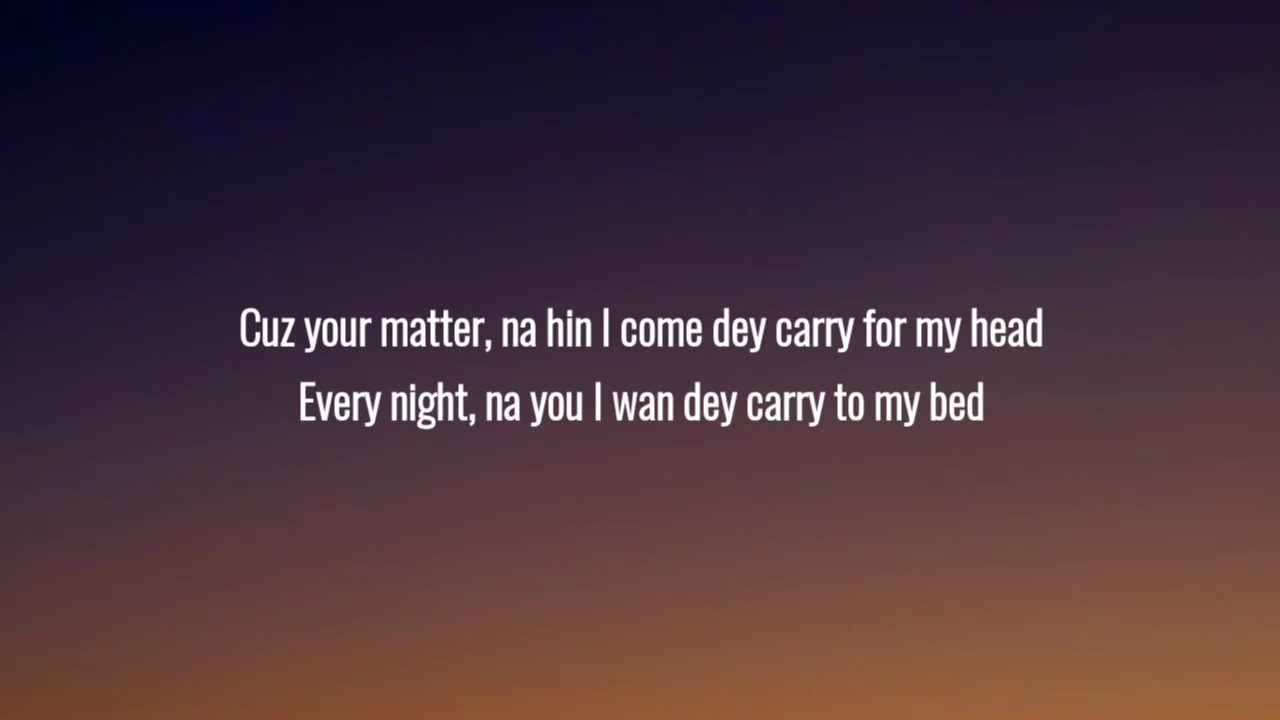 Cuz your matter, na hin I come dey carry for my head
Every night, na you I wan dey carry to my bed